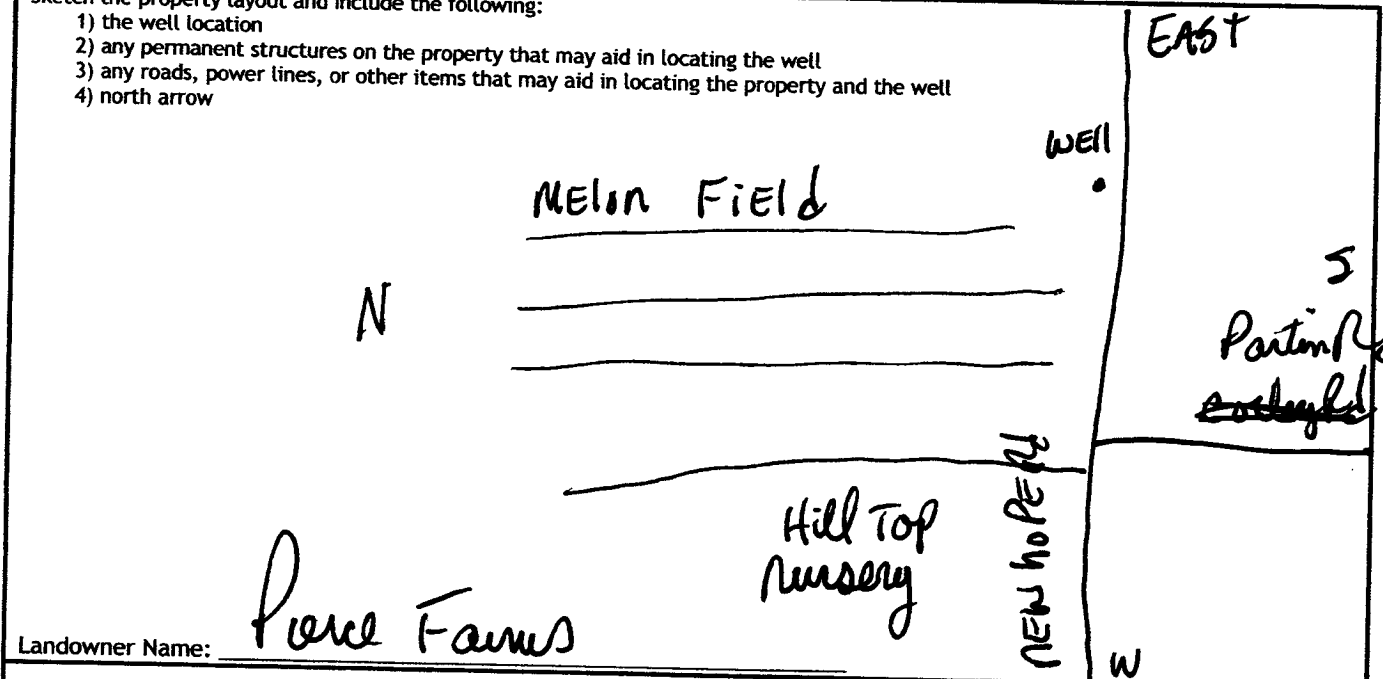 sketch the property layout and include the following:
1) the well location
2) any permanent structures on the property that may aid in locating the well
3) any roads, power lines, or other items that may aid in locating the property and the well
4) north arrow
EAST
WEll
MElon FiEld
S
N
Partin R
NEW hoPE Rd
Hill Top
nursery
Landowner Name: Pierce Farms
W